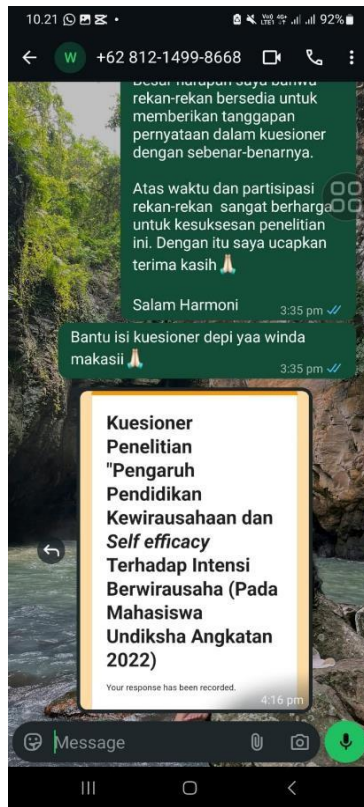 10.21
92%
W
+62 812-1499-8668
Besar harapan saya bahwa
rekan-rekan bersedia untuk
memberikan tanggapan
pernyataan dalam kuesioner
dengan sebenar-benarnya.
Atas waktu dan partisipasi
rekan-rekan sangat berharga
untuk kesuksesan penelitian
ini. Dengan itu saya ucapkan
terima kasih 🙏🏻
Salam Harmoni
3:35 pm
Bantu isi kuesioner depi yaa winda
makasii 🙏🏻
3:35 pm
Kuesioner
Penelitian
"Pengaruh
Pendidikan
Kewirausahaan dan
Self efficacy
Terhadap Intensi
Berwirausaha (Pada
Mahasiswa
Undiksha Angkatan
2022)
Your response has been recorded.
4:16 pm
Message